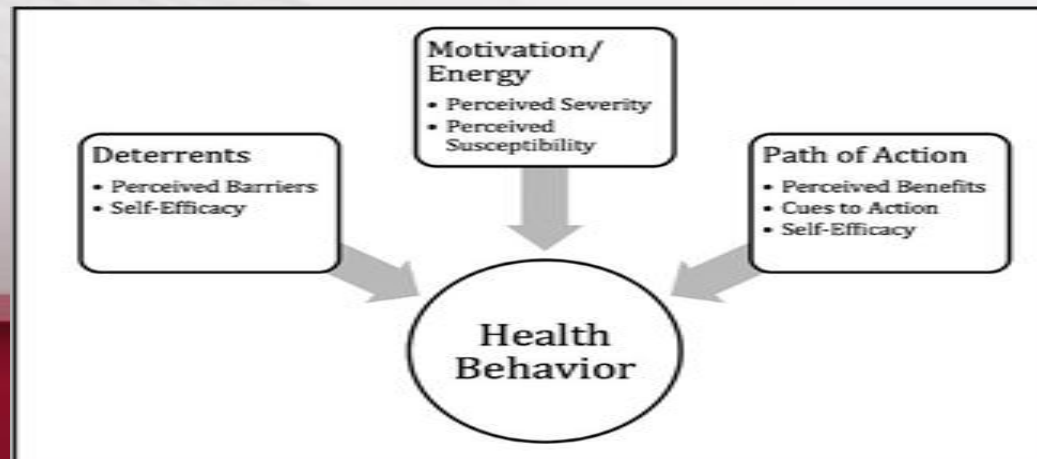 Motivation/
Energy
• Perceived Severity
• Perceived
Susceptibility
Deterrents
• Perceived Barriers
• Self-Efficacy
Path of Action
• Perceived Benefits
• Cues to Action
• Self-Efficacy
Health
Behavior